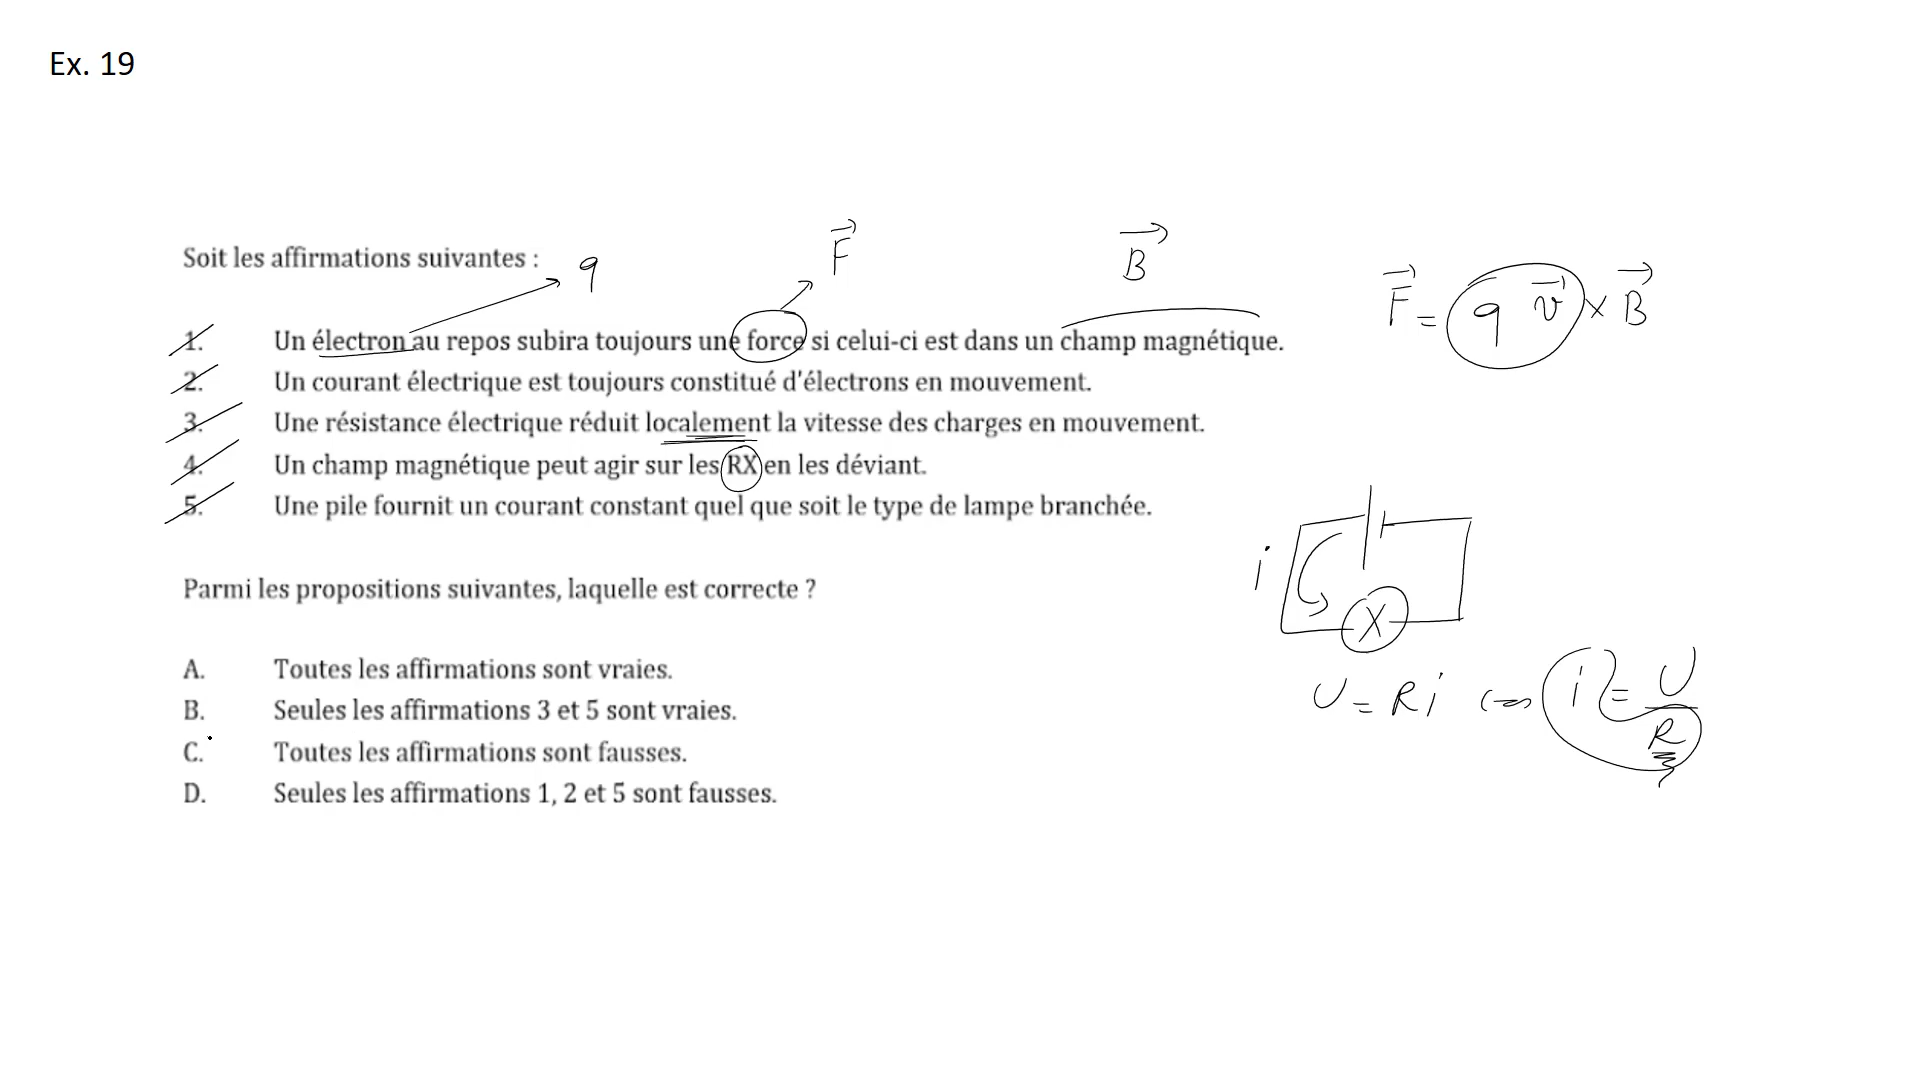 Ex. 19
Soit les affirmations suivantes :
q
F
B
F = q v × B
1. Un électron au repos subira toujours une force si celui-ci est dans un champ magnétique.
2. Un courant électrique est toujours constitué d'électrons en mouvement.
3. Une résistance électrique réduit localement la vitesse des charges en mouvement.
4. Un champ magnétique peut agir sur les RX en les déviant.
5. Une pile fournit un courant constant quel que soit le type de lampe branchée.
i
X
Parmi les propositions suivantes, laquelle est correcte ?
U = Ri ⇔ i = U/R
A. Toutes les affirmations sont vraies.
B. Seules les affirmations 3 et 5 sont vraies.
C. Toutes les affirmations sont fausses.
D. Seules les affirmations 1, 2 et 5 sont fausses.